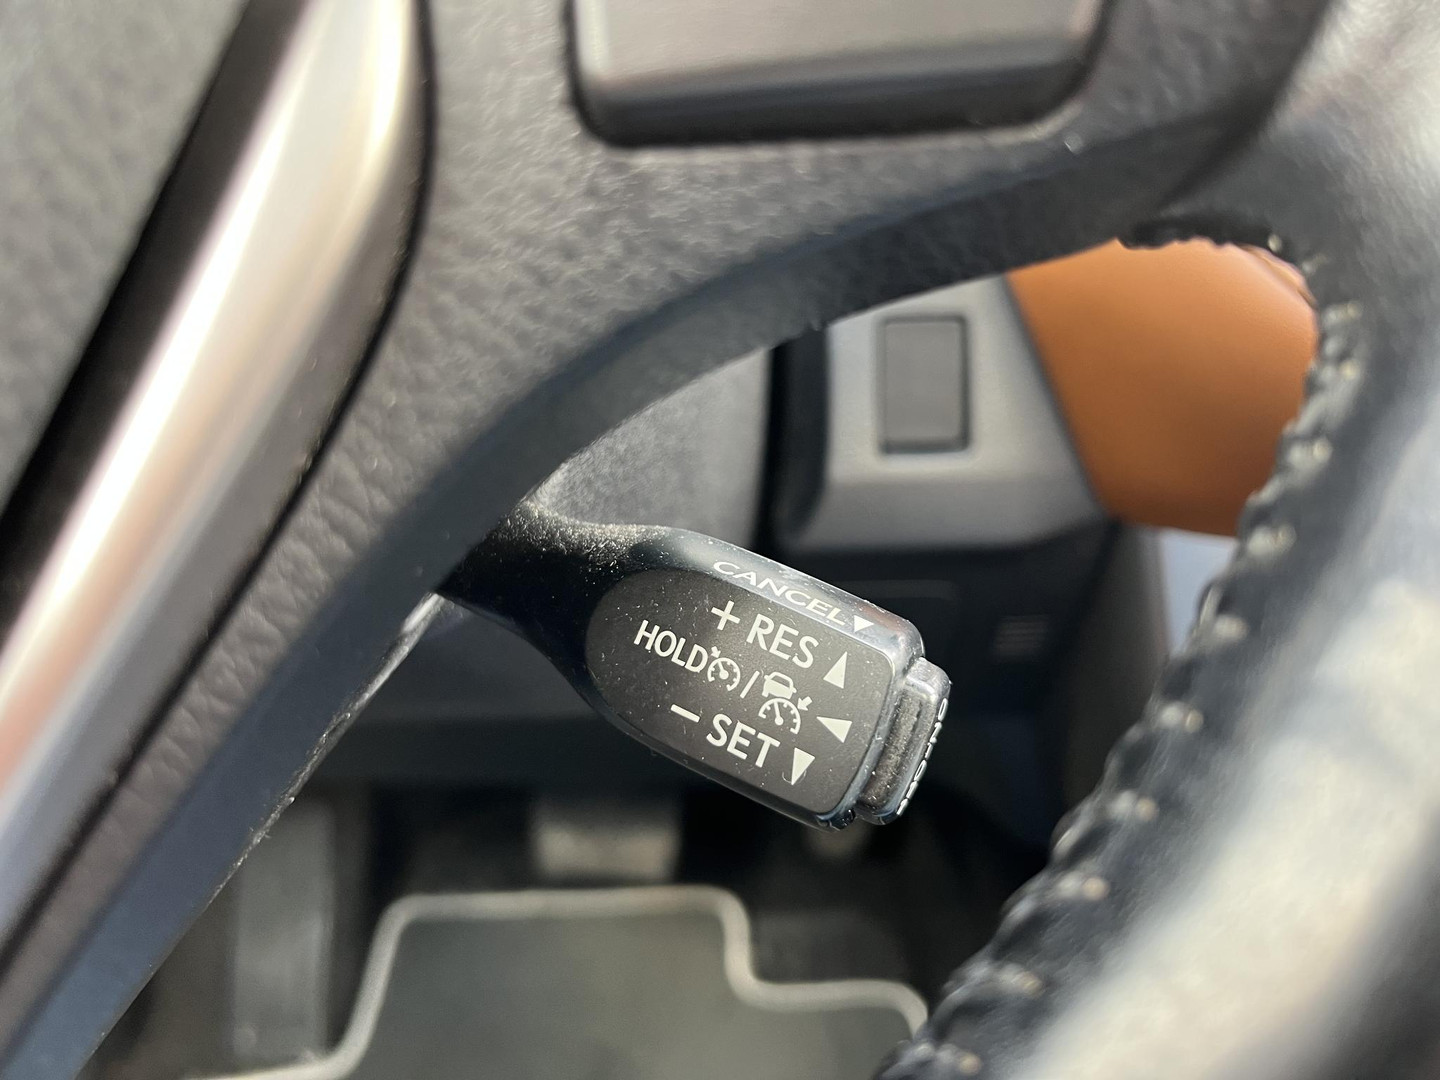 CANCEL
+ RES
HOLD /
− SET